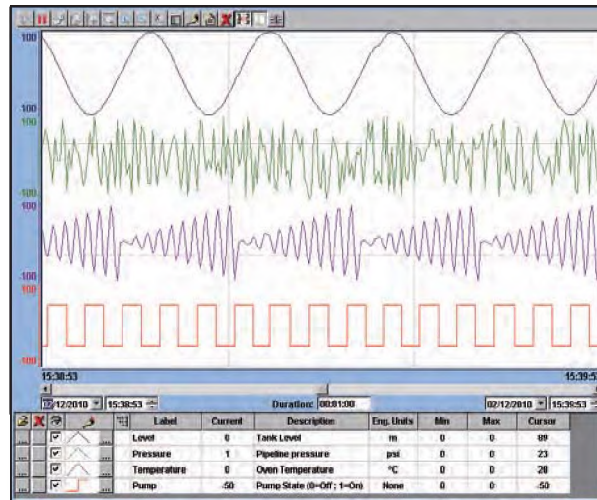 100
100
100
-100
100
-100
100
-100
15:38:53 15:39:53
02/12/2010 15:38:53 Duration: 00:01:00 02/12/2010 15:39:53
Label Current Description Eng. Units Min Max Cursor
Level 0 Tank Level m 0 0 89
Pressure 1 Pipeline pressure psi 0 0 23
Temperature 0 Oven Temperature °C 0 0 20
Pump -50 Pump State (0=Off ; 1=On) None 0 0 -50